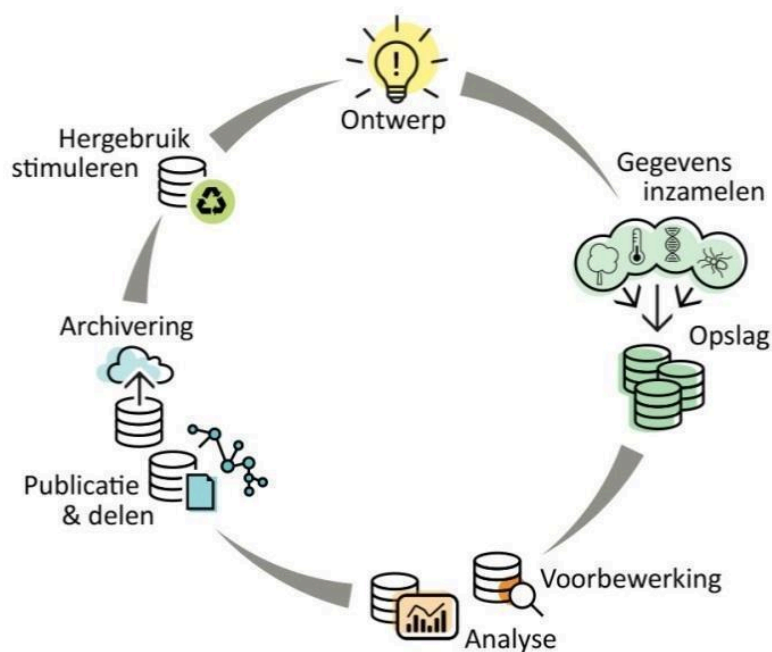 Ontwerp
Gegevens
inzamelen
Opslag
Voorbewerking
Analyse
Publicatie
& delen
Archivering
Hergebruik
stimuleren